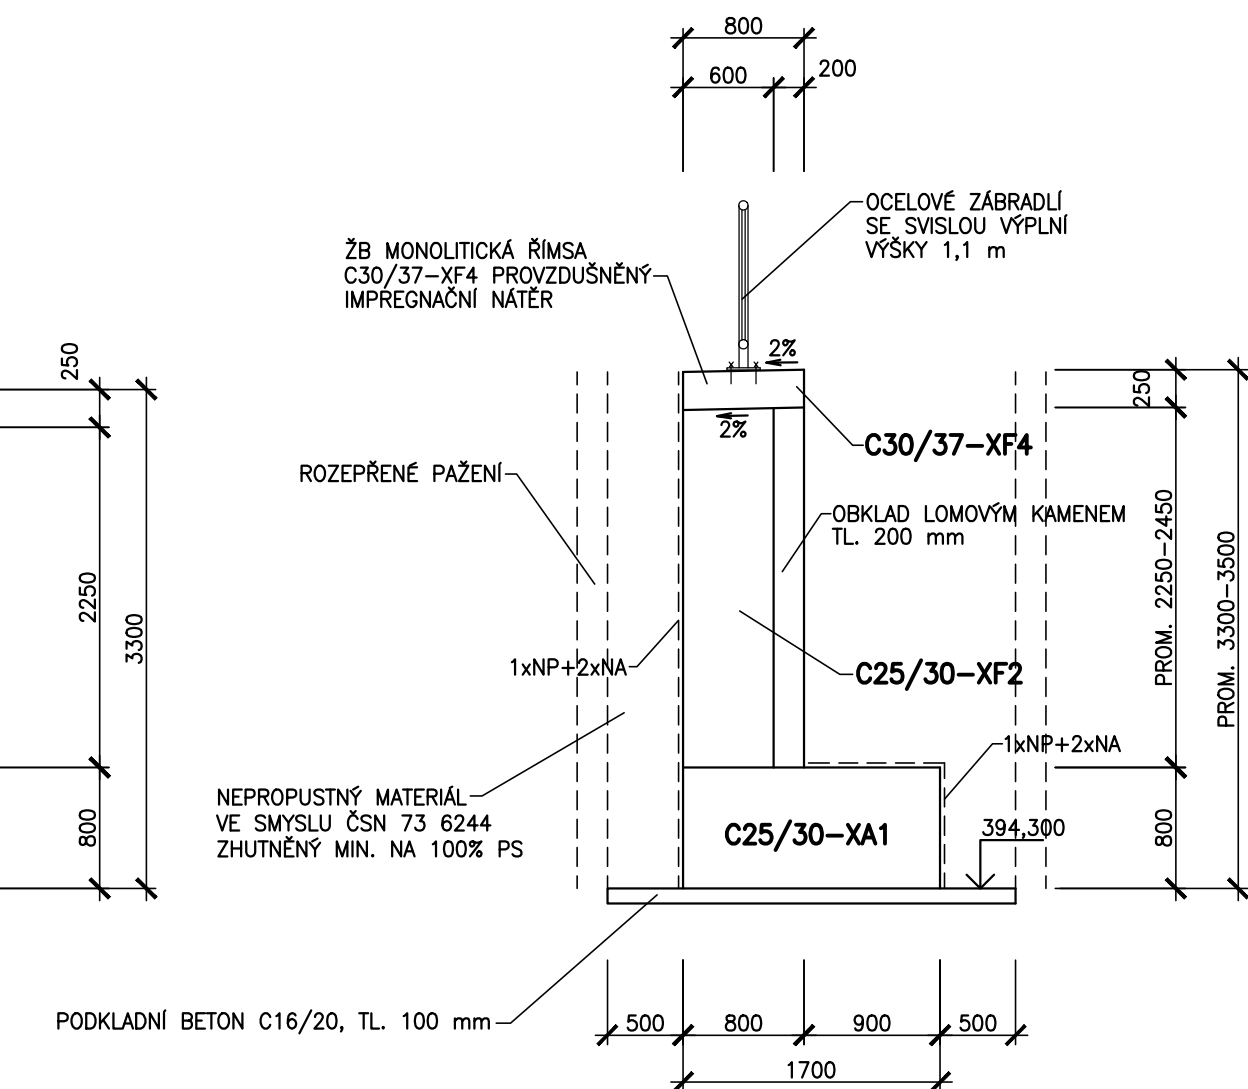 800
600
200
OCELOVÉ ZÁBRADLÍ
SE SVISLOU VÝPLNÍ
VÝŠKY 1,1 m
ŽB MONOLITICKÁ ŘÍMSA
C30/37-XF4 PROVZDUŠNĚNÝ
IMPREGNAČNÍ NÁTĚR
2%
250
250
2%
C30/37-XF4
ROZEPŘENÉ PAŽENÍ
OBKLAD LOMOVÝM KAMENEM
TL. 200 mm
2250
3300
PROM. 2250-2450
PROM. 3300-3500
1xNP+2xNA
C25/30-XF2
1xNP+2xNA
NEPROPUSTNÝ MATERIÁL
VE SMYSLU ČSN 73 6244
ZHUTNĚNÝ MIN. NA 100% PS
800
C25/30-XA1
394,300
800
PODKLADNÍ BETON C16/20, TL. 100 mm
500
800
900
500
1700